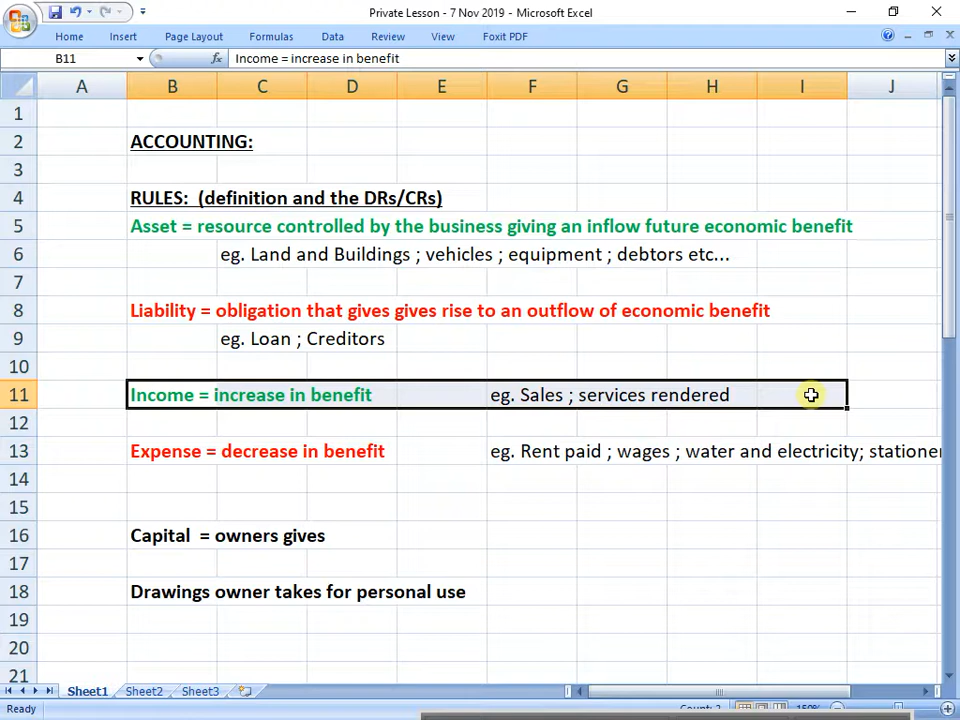 Private Lesson - 7 Nov 2019 - Microsoft Excel
Home Insert Page Layout Formulas Data Review View Foxit PDF
B11 fx Income = increase in benefit
A B C D E F G H I J
1
2 ACCOUNTING:
3
4 RULES: (definition and the DRs/CRs)
5 Asset = resource controlled by the business giving an inflow future economic benefit
6 eg. Land and Buildings ; vehicles ; equipment ; debtors etc...
7
8 Liability = obligation that gives gives rise to an outflow of economic benefit
9 eg. Loan ; Creditors
10
11 Income = increase in benefit eg. Sales ; services rendered
12
13 Expense = decrease in benefit eg. Rent paid ; wages ; water and electricity;
14
15
16 Capital = owners gives
17
18 Drawings owner takes for personal use
19
20
21
Sheet1 Sheet2 Sheet3
Ready